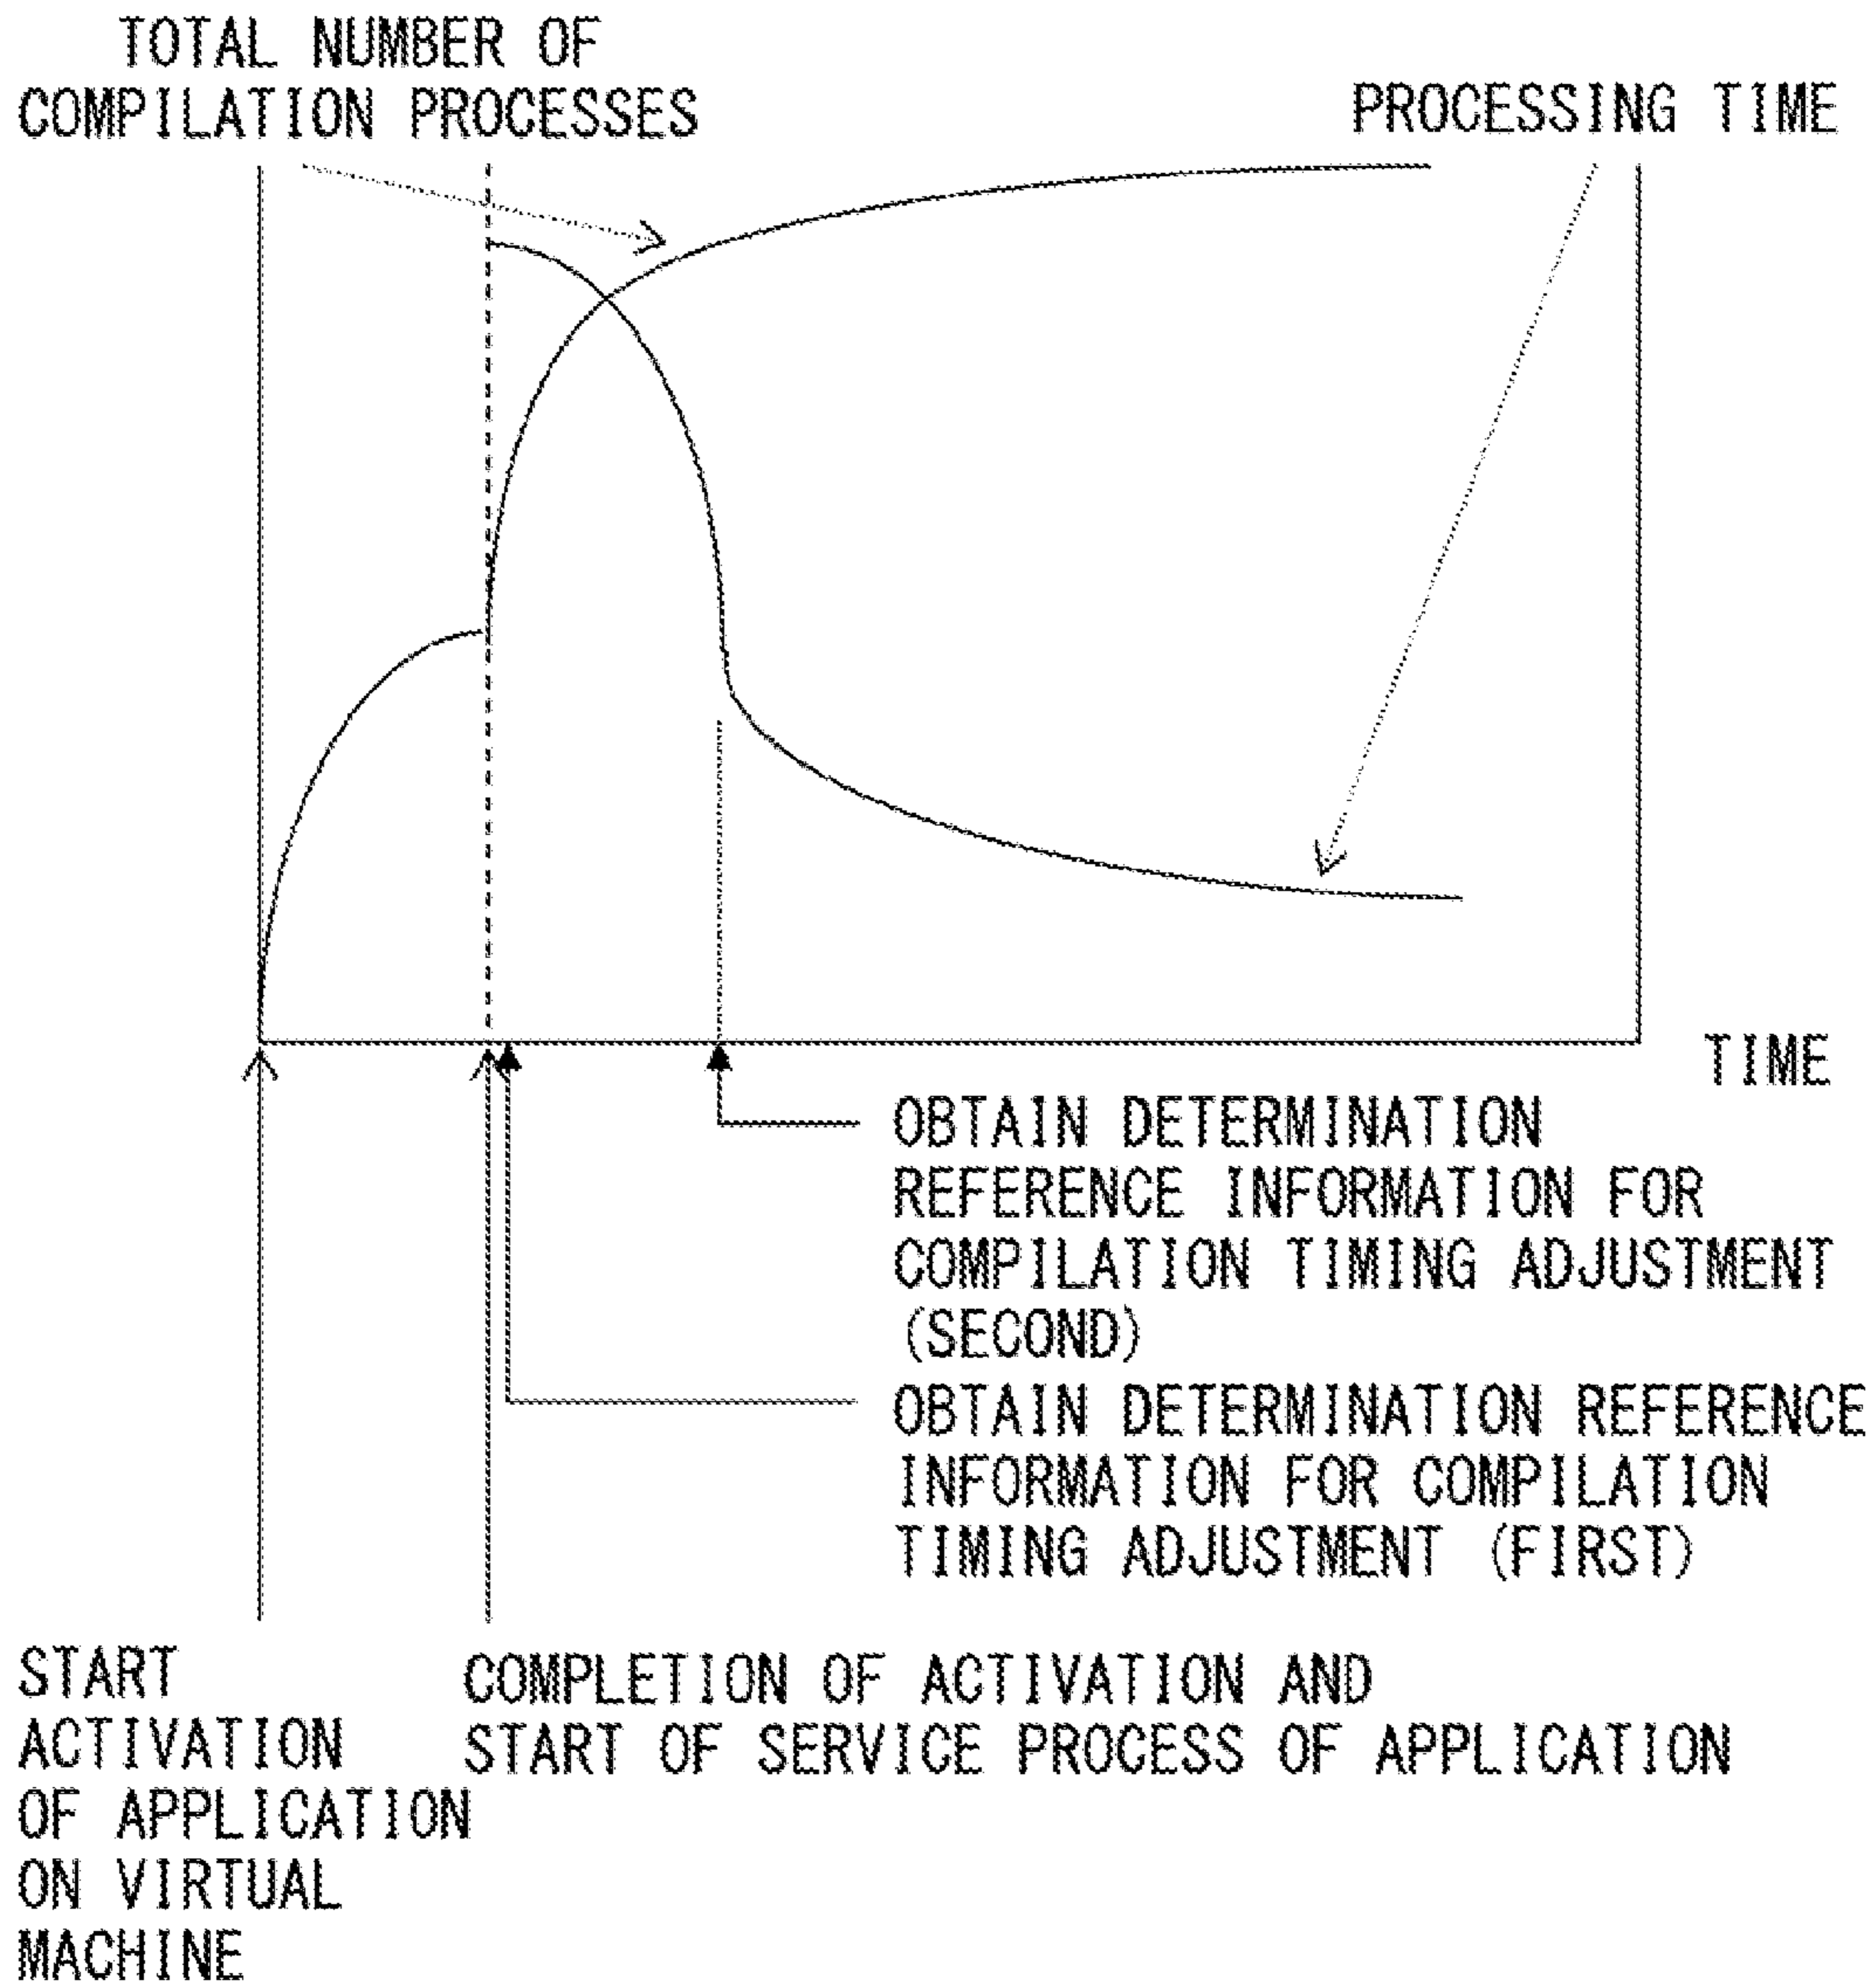 TOTAL NUMBER OF
COMPILATION PROCESSES
PROCESSING TIME
TIME
OBTAIN DETERMINATION
REFERENCE INFORMATION FOR
COMPILATION TIMING ADJUSTMENT
(SECOND)
OBTAIN DETERMINATION REFERENCE
INFORMATION FOR COMPILATION
TIMING ADJUSTMENT (FIRST)
START
ACTIVATION
OF APPLICATION
ON VIRTUAL
MACHINE
COMPLETION OF ACTIVATION AND
START OF SERVICE PROCESS OF APPLICATION